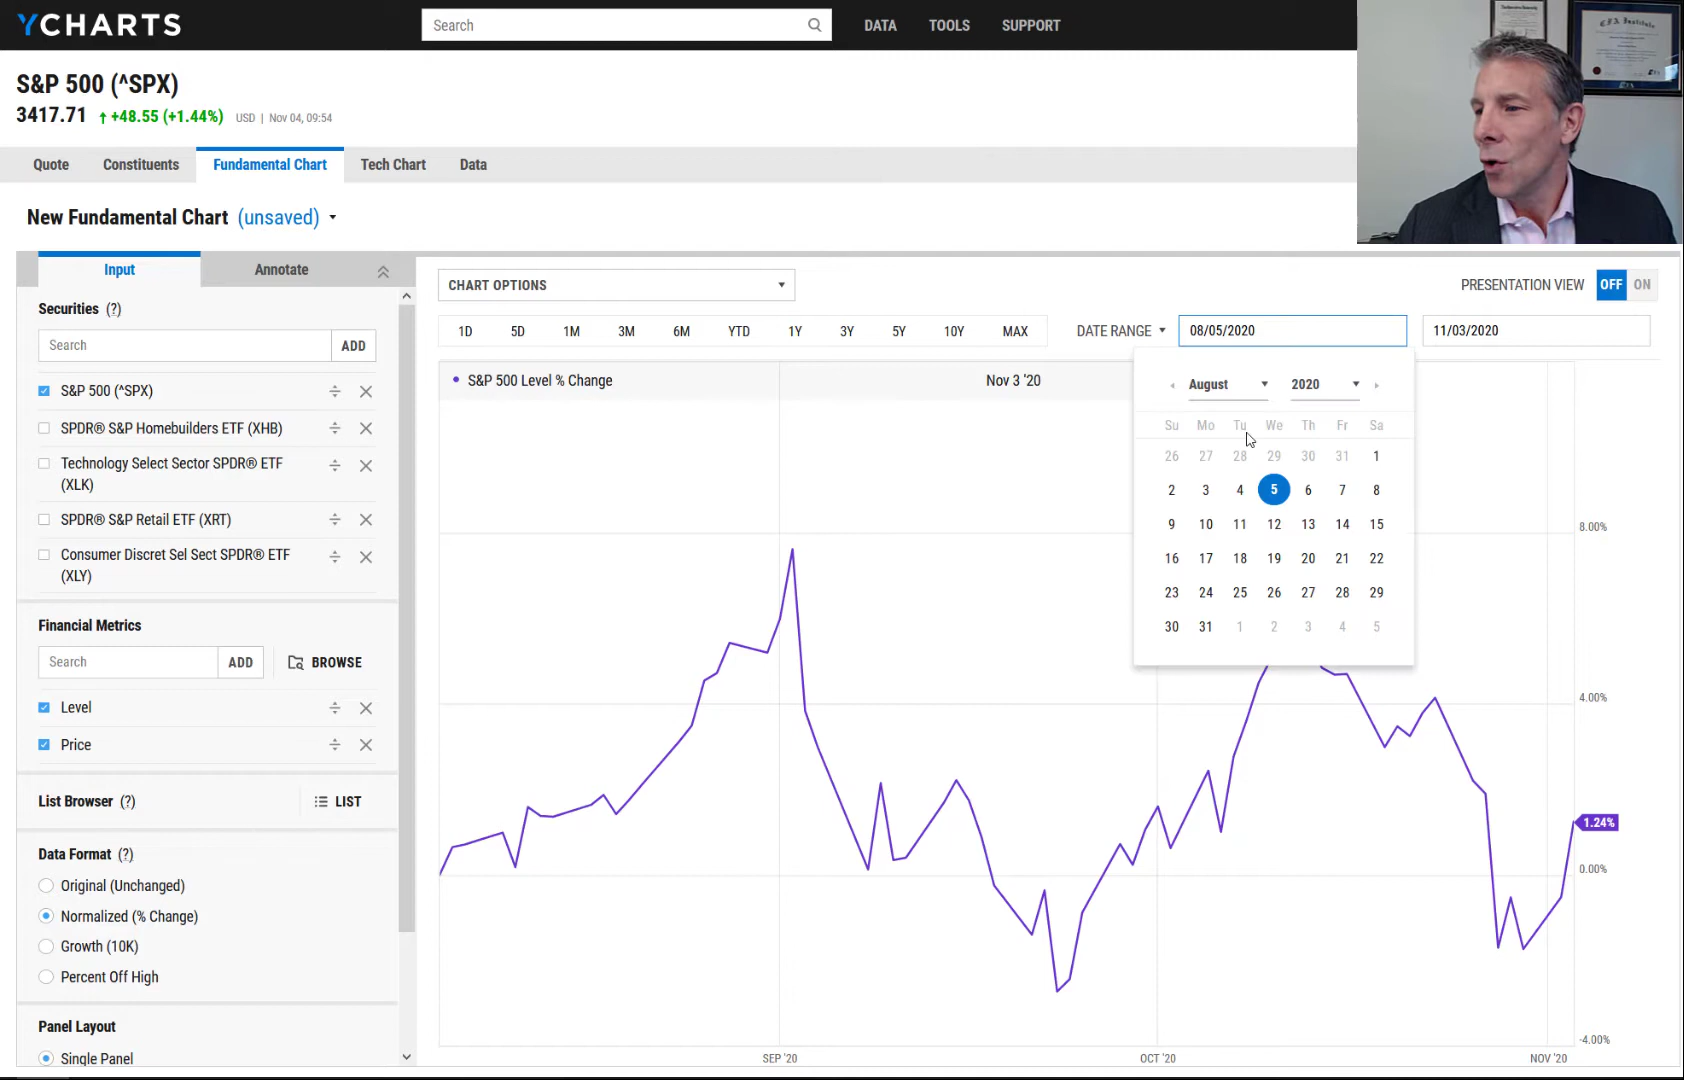 YCHARTS
Search
DATA
TOOLS
SUPPORT
S&P 500 (^SPX)
3417.71 +48.55 (+1.44%) USD | Nov 04, 09:54
Quote
Constituents
Fundamental Chart
Tech Chart
Data
New Fundamental Chart (unsaved)
Input
Annotate
Securities (?)
Search
ADD
S&P 500 (^SPX)
SPDR® S&P Homebuilders ETF (XHB)
Technology Select Sector SPDR® ETF
(XLK)
SPDR® S&P Retail ETF (XRT)
Consumer Discret Sel Sect SPDR® ETF
(XLY)
Financial Metrics
Search
ADD
BROWSE
Level
Price
List Browser (?)
LIST
Data Format (?)
Original (Unchanged)
Normalized (% Change)
Growth (10K)
Percent Off High
Panel Layout
Single Panel
CHART OPTIONS
PRESENTATION VIEW OFF ON
1D 5D 1M 3M 6M YTD 1Y 3Y 5Y 10Y MAX
DATE RANGE
08/05/2020
11/03/2020
S&P 500 Level % Change
Nov 3 '20
August 2020
Su Mo Tu We Th Fr Sa
26 27 28 29 30 31 1
2 3 4 5 6 7 8
9 10 11 12 13 14 15
16 17 18 19 20 21 22
23 24 25 26 27 28 29
30 31 1 2 3 4 5
8.00%
4.00%
1.24%
0.00%
-4.00%
SEP '20
OCT '20
NOV '20
CFA Institute